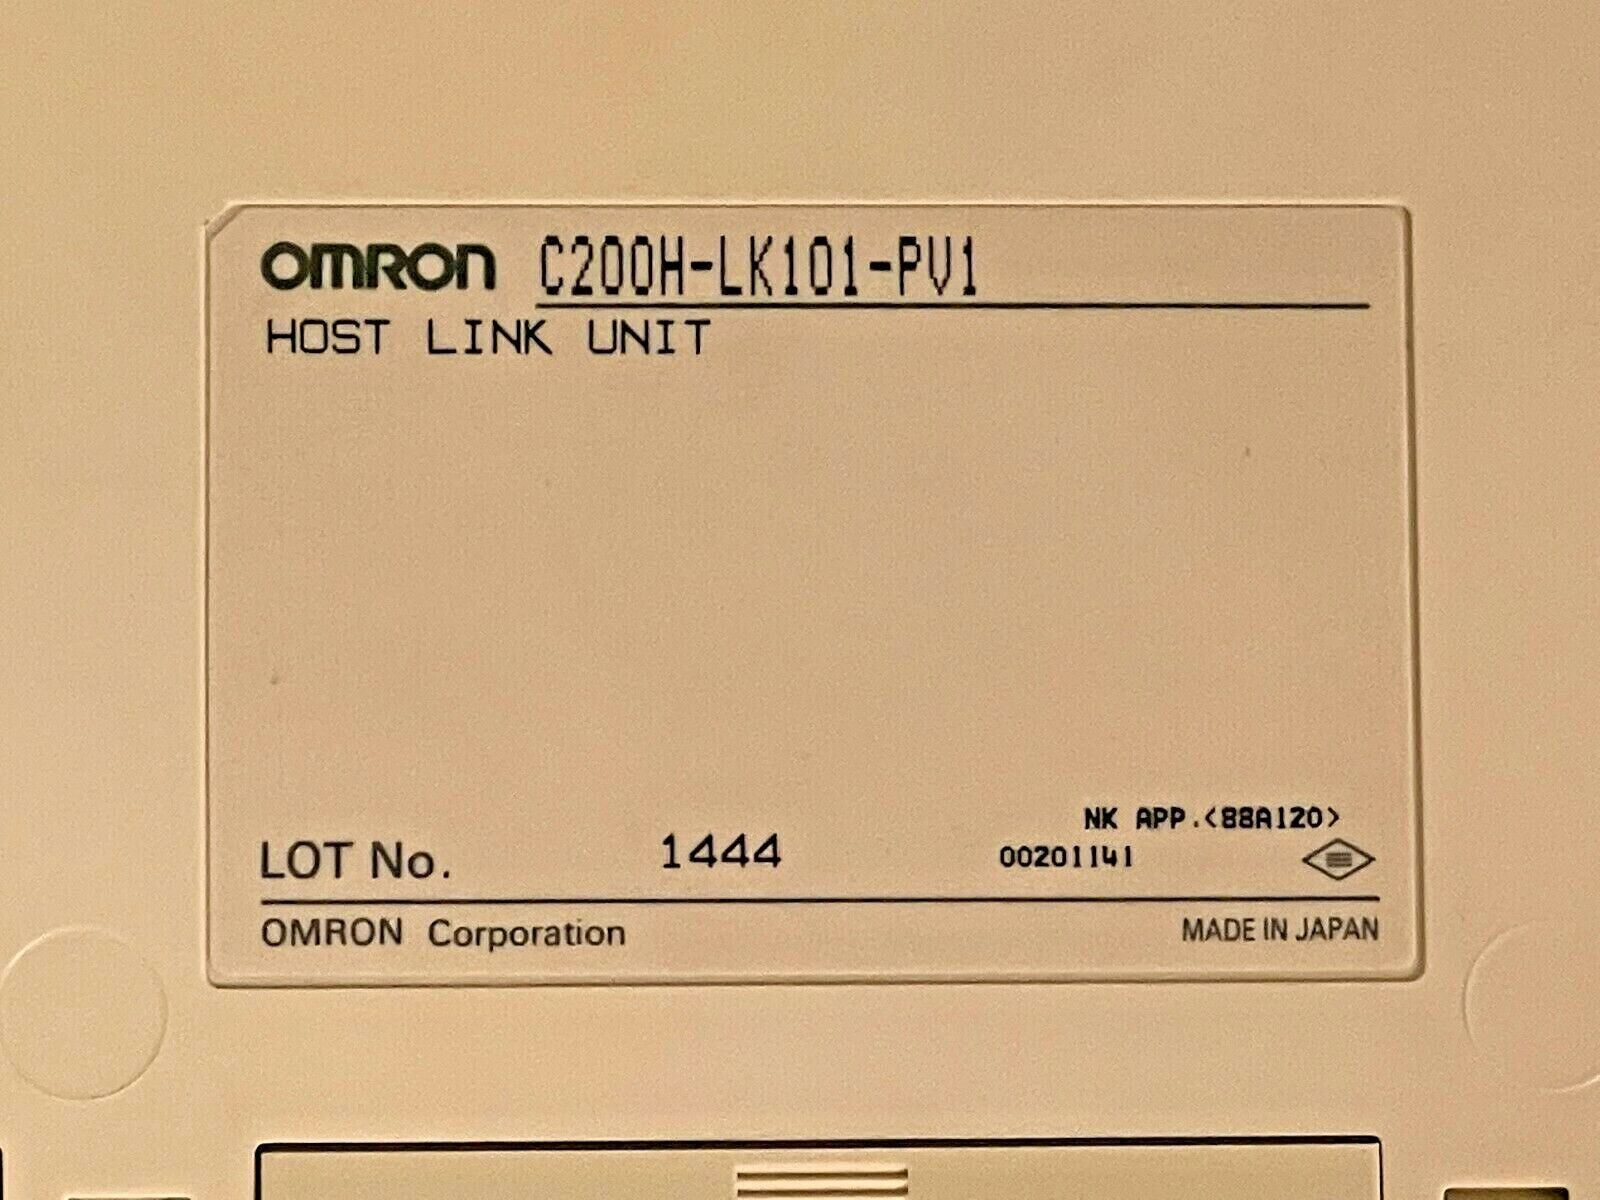 OMRON C200H-LK101-PV1
HOST LINK UNIT
NK APP.<88A120>
LOT No. 1444 00201141
OMRON Corporation MADE IN JAPAN